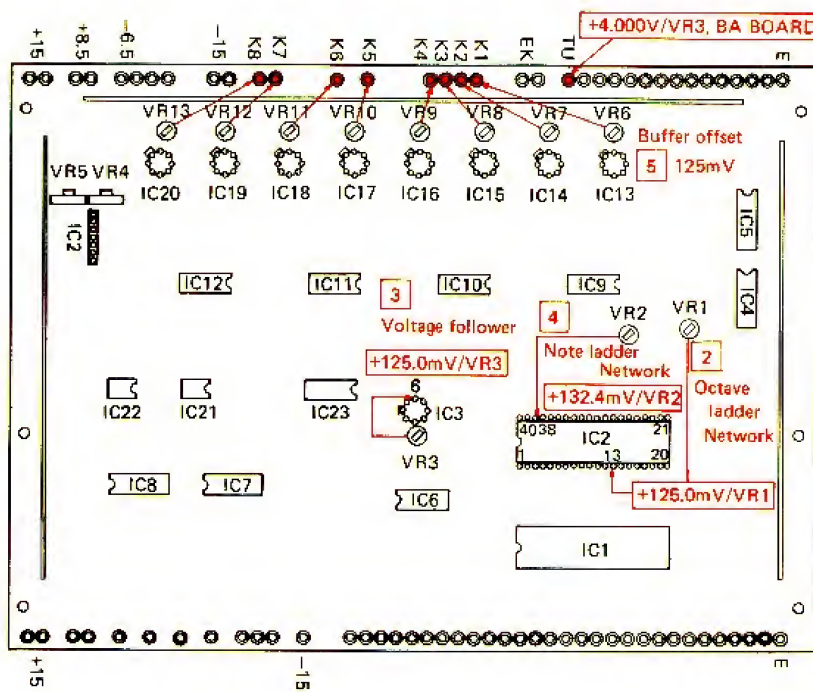 +15 +8.5 -6.5 -15 K8 K7 K6 K5 K4 K3 K2 K1 EK TU E
+4.000V/VR3, BA BOARD
VR13 VR12 VR11 VR10 VR9 VR8 VR7 VR6
Buffer offset
5 125mV
IC20 IC19 IC18 IC17 IC16 IC15 IC14 IC13
VR5 VR4
IC2
IC5
IC12 IC11 IC10 IC9
IC4
3
Voltage follower
+125.0mV/VR3
4
VR2 VR1
Note ladder
Network
+132.4mV/VR2
2
Octave
ladder
Network
6
IC22 IC21 IC23 IC3
VR3
4038 21
IC2
1 13 20
+125.0mV/VR1
IC8 IC7 IC6
IC1
+15 -15 E